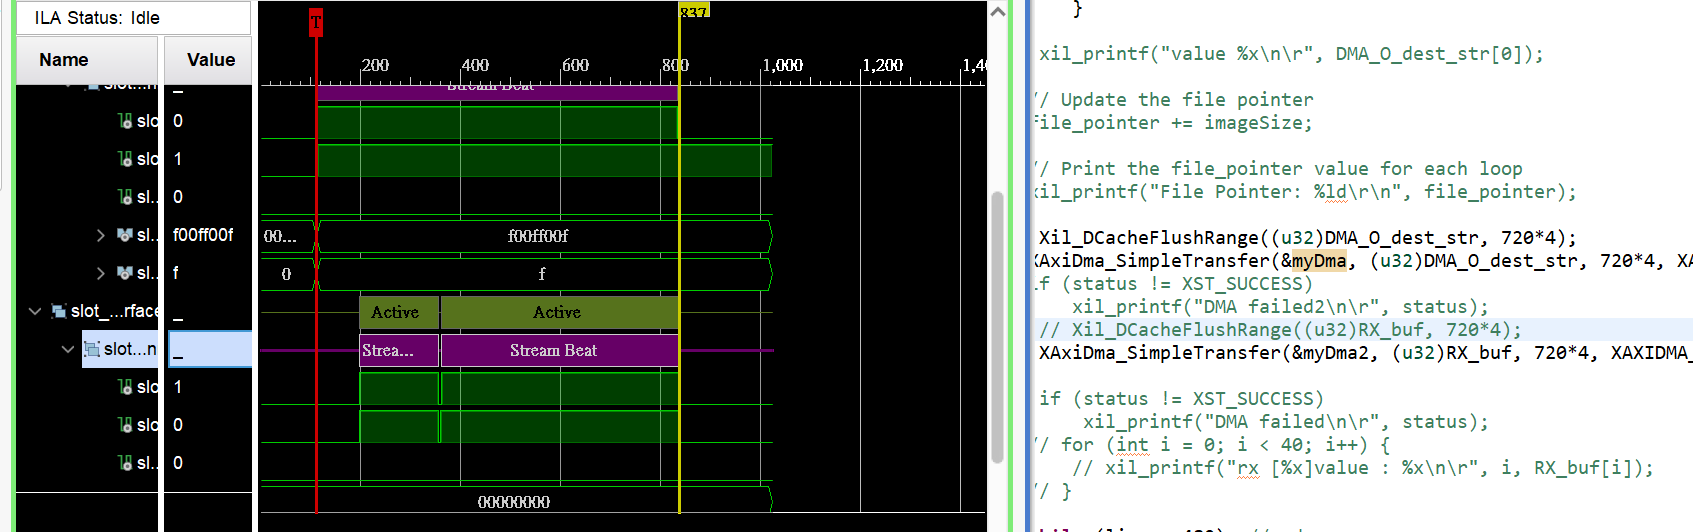 ILA Status: Idle
Name Value
slo 0
slo 1
sl.. 0
sl.. f00ff00f
sl.. f
slot_...rface _
slot...n _
slo 1
slo 0
sl.. 0
T
837
200 400 600 800 1,000 1,200
Stream Beat
00... f00ff00f
0 f
Active Active
Strea... Stream Beat
00000000
}
xil_printf("value %x\n\r", DMA_O_dest_str[0]);
// Update the file pointer
file_pointer += imageSize;
// Print the file_pointer value for each loop
xil_printf("File Pointer: %ld\r\n", file_pointer);
Xil_DCacheFlushRange((u32)DMA_O_dest_str, 720*4);
XAxiDma_SimpleTransfer(&myDma, (u32)DMA_O_dest_str, 720*4, XA
if (status != XST_SUCCESS)
xil_printf("DMA failed2\n\r", status);
// Xil_DCacheFlushRange((u32)RX_buf, 720*4);
XAxiDma_SimpleTransfer(&myDma2, (u32)RX_buf, 720*4, XAXIDMA_
if (status != XST_SUCCESS)
xil_printf("DMA failed\n\r", status);
// for (int i = 0; i < 40; i++) {
// xil_printf("rx [%x]value : %x\n\r", i, RX_buf[i]);
// }